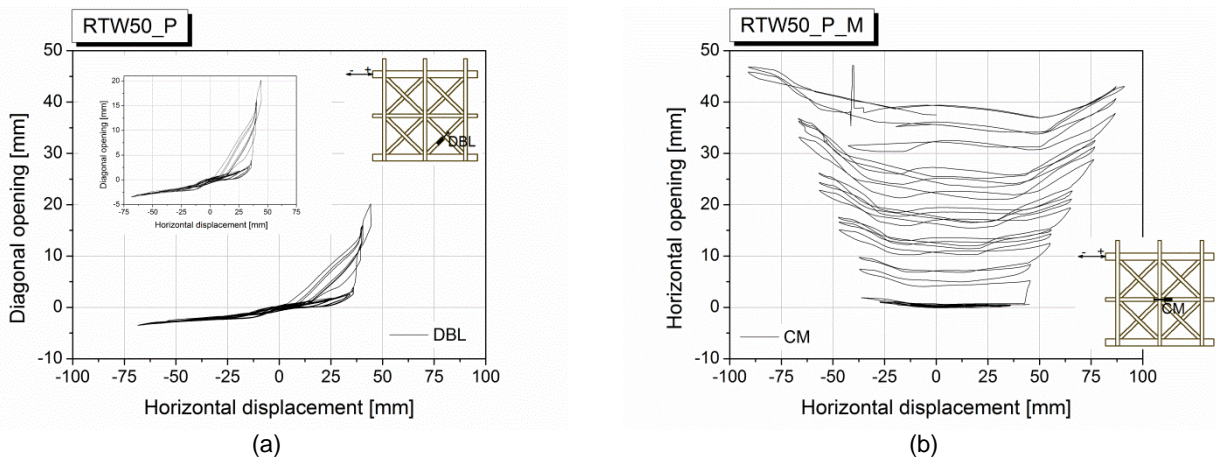 RTW50_P
50
40
30
20
10
0
-10
Diagonal opening [mm]
-100 -75 -50 -25 0 25 50 75 100
Horizontal displacement [mm]
20
15
10
5
0
-5
Diagonal opening [mm]
-75 -50 -25 0 25 50 75
Horizontal displacement [mm]
- +
DBL
DBL
(a)
RTW50_P_M
50
40
30
20
10
0
-10
Horizontal opening [mm]
-100 -75 -50 -25 0 25 50 75 100
Horizontal displacement [mm]
- +
CM
CM
(b)